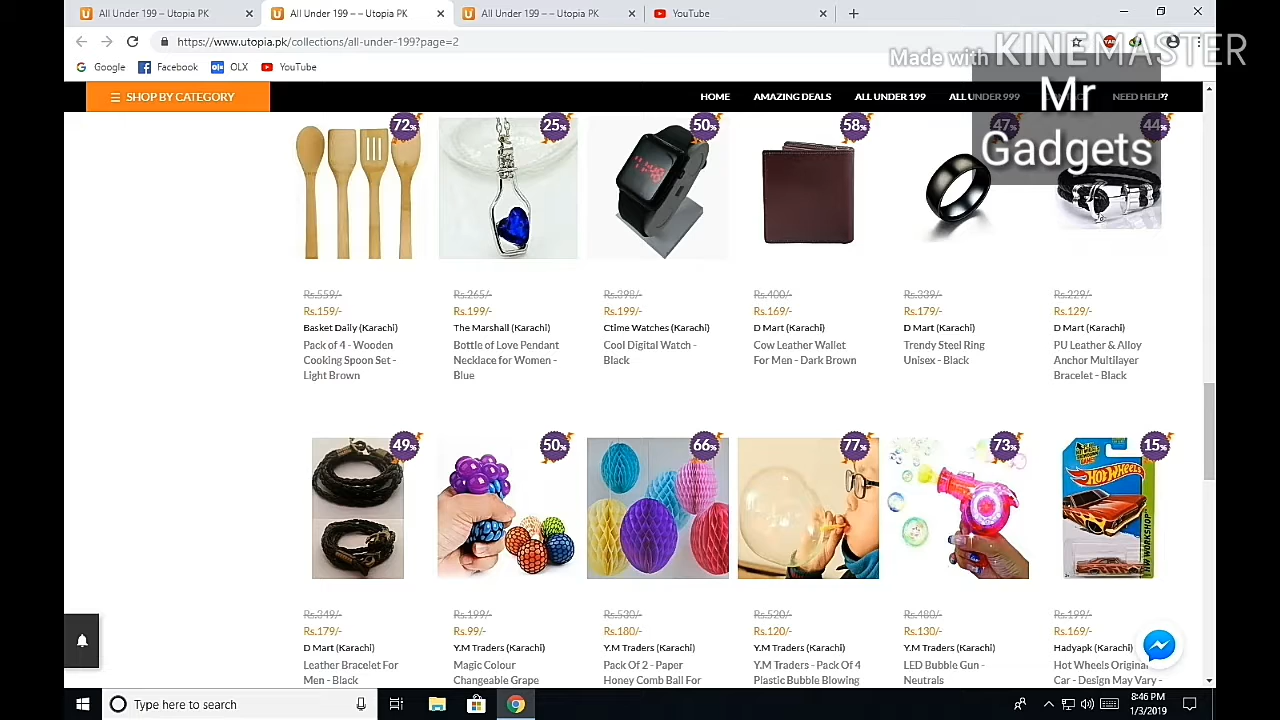 All Under 199 – Utopia PK
All Under 199 – – Utopia PK
All Under 199 – – Utopia PK
YouTube
https://www.utopia.pk/collections/all-under-199?page=2
Made with KINEMASTER
Google
Facebook
OLX
YouTube
Mr
Gadgets
SHOP BY CATEGORY
HOME
AMAZING DEALS
ALL UNDER 199
ALL UNDER 999
NEED HELP?
72%
25%
50%
58%
47%
44%
Rs.559/-
Rs.159/-
Basket Daily (Karachi)
Pack of 4 - Wooden
Cooking Spoon Set -
Light Brown
Rs.265/-
Rs.199/-
The Marshall (Karachi)
Bottle of Love Pendant
Necklace for Women -
Blue
Rs.398/-
Rs.199/-
Ctime Watches (Karachi)
Cool Digital Watch -
Black
Rs.400/-
Rs.169/-
D Mart (Karachi)
Cow Leather Wallet
For Men - Dark Brown
Rs.339/-
Rs.179/-
D Mart (Karachi)
Trendy Steel Ring
Unisex - Black
Rs.229/-
Rs.129/-
D Mart (Karachi)
PU Leather & Alloy
Anchor Multilayer
Bracelet - Black
49%
50%
66%
77%
73%
15%
Hot Wheels
HW WORKSHOP
Rs.349/-
Rs.179/-
D Mart (Karachi)
Leather Bracelet For
Men - Black
Rs.199/-
Rs.99/-
Y.M Traders (Karachi)
Magic Colour
Changeable Grape
Rs.530/-
Rs.180/-
Y.M Traders (Karachi)
Pack Of 2 - Paper
Honey Comb Ball For
Rs.520/-
Rs.120/-
Y.M Traders (Karachi)
Y.M Traders - Pack Of 4
Plastic Bubble Blowing
Rs.480/-
Rs.130/-
Y.M Traders (Karachi)
LED Bubble Gun -
Neutrals
Rs.199/-
Rs.169/-
Hadyapk (Karachi)
Hot Wheels Original
Car - Design May Vary -
Type here to search
8:46 PM
1/3/2019